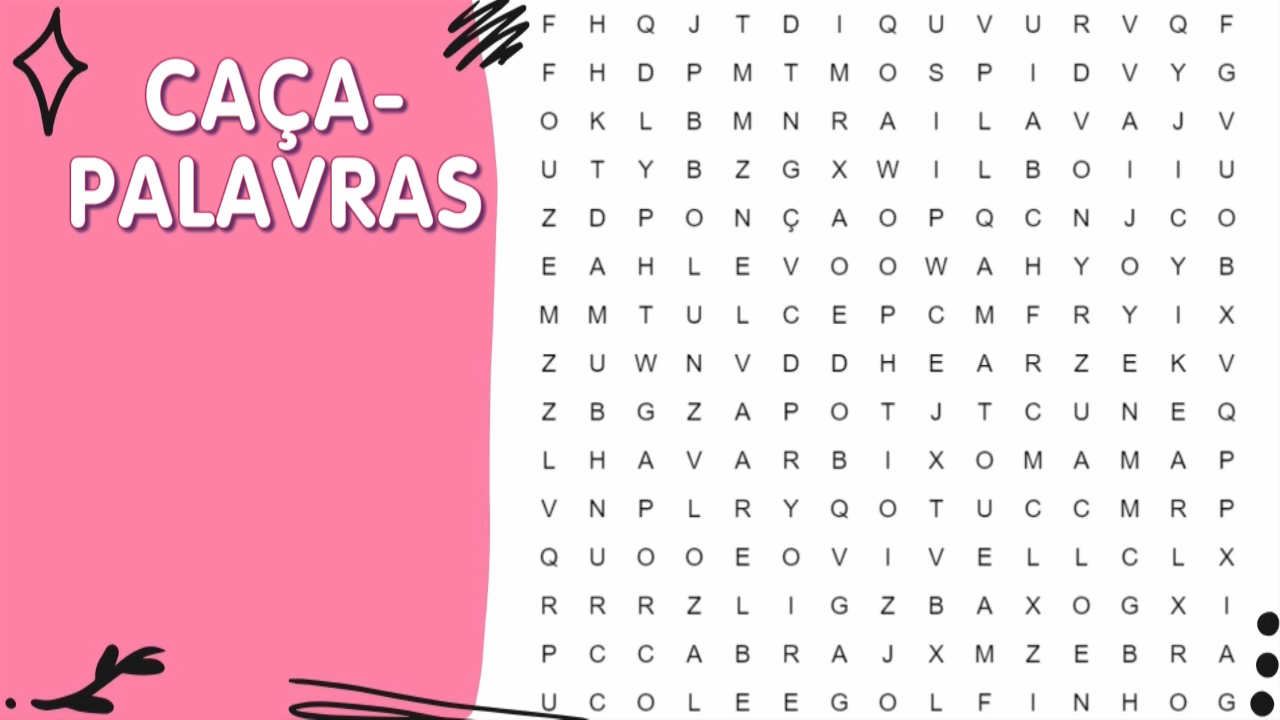 CAÇA-
PALAVRAS
F H Q J T D I Q U V U R V Q F
F H D P M T M O S P I D V Y G
O K L B M N R A I L A V A J V
U T Y B Z G X W I L B O I I U
Z D P O N Ç A O P Q C N J C O
E A H L E V O O W A H Y O Y B
M M T U L C E P C M F R Y I X
Z U W N V D D H E A R Z E K V
Z B G Z A P O T J T C U N E Q
L H A V A R B I X O M A M A P
V N P L R Y Q O T U C C M R P
Q U O O E O V I V E L L C L X
R R R Z L I G Z B A X O G X I
P C C A B R A J X M Z E B R A
U C O L E E G O L F I N H O G